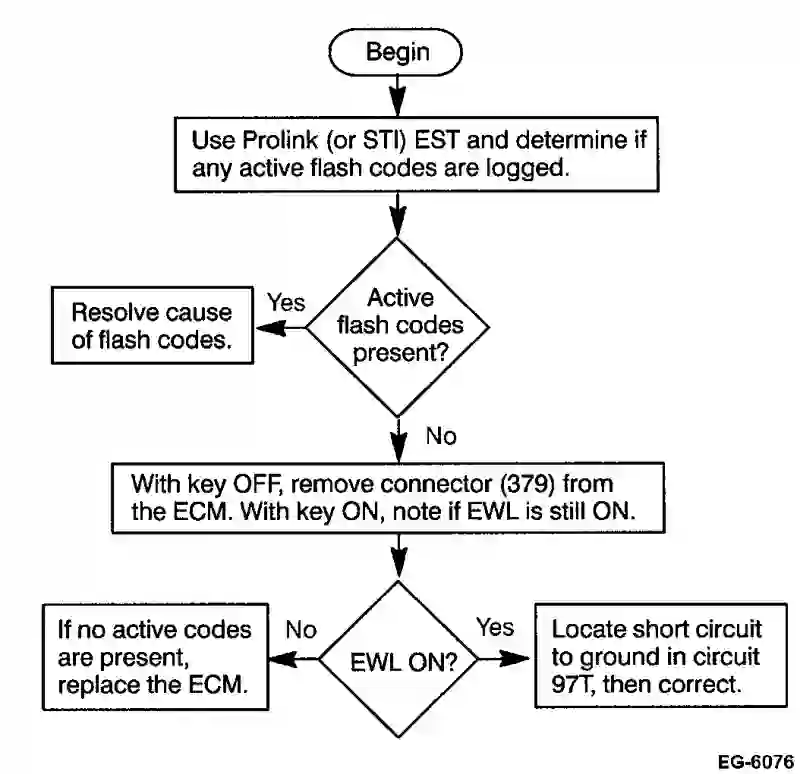 Begin
Use Prolink (or STI) EST and determine if
any active flash codes are logged.
Active
flash codes
present?
Yes
Resolve cause
of flash codes.
No
With key OFF, remove connector (379) from
the ECM. With key ON, note if EWL is still ON.
EWL ON?
No
If no active codes
are present,
replace the ECM.
Yes
Locate short circuit
to ground in circuit
97T, then correct.
EG-6076